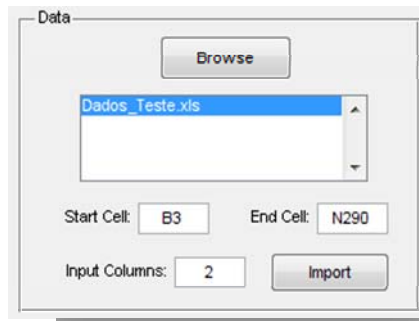 Data
Browse
Dados_Teste.xls
Start Cell: B3 End Cell: N290
Input Columns: 2 Import